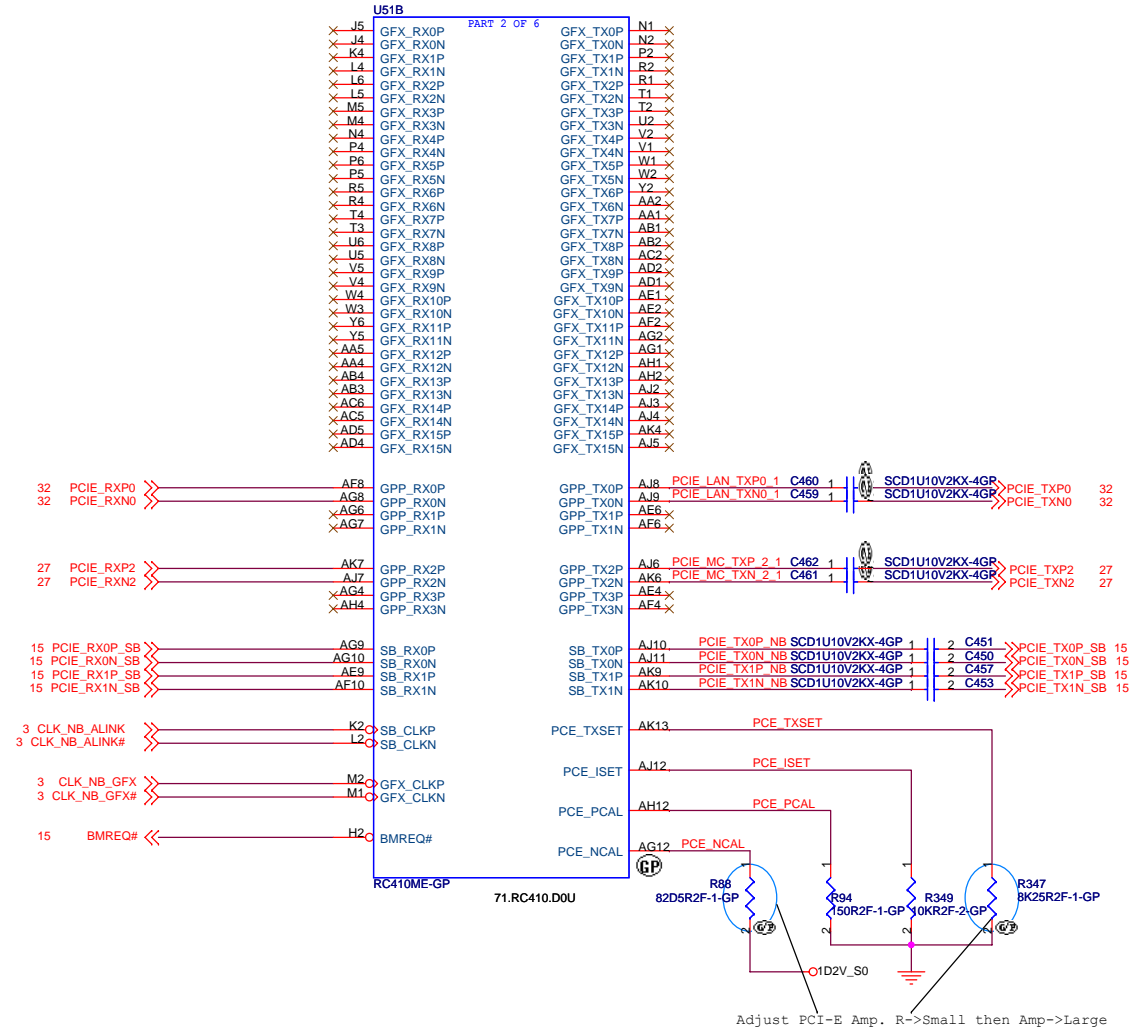 U51B
PART 2 OF 6
J5 GFX_RX0P GFX_TX0P N1
J4 GFX_RX0N GFX_TX0N N2
K4 GFX_RX1P GFX_TX1P P2
L4 GFX_RX1N GFX_TX1N R2
L6 GFX_RX2P GFX_TX2P R1
L5 GFX_RX2N GFX_TX2N T1
M5 GFX_RX3P GFX_TX3P T2
M4 GFX_RX3N GFX_TX3N U2
N4 GFX_RX4P GFX_TX4P V2
P4 GFX_RX4N GFX_TX4N V1
P6 GFX_RX5P GFX_TX5P W1
P5 GFX_RX5N GFX_TX5N W2
R5 GFX_RX6P GFX_TX6P Y2
R4 GFX_RX6N GFX_TX6N AA2
T4 GFX_RX7P GFX_TX7P AA1
T3 GFX_RX7N GFX_TX7N AB1
U6 GFX_RX8P GFX_TX8P AB2
U5 GFX_RX8N GFX_TX8N AC2
V5 GFX_RX9P GFX_TX9P AD2
V4 GFX_RX9N GFX_TX9N AD1
W4 GFX_RX10P GFX_TX10P AE1
W3 GFX_RX10N GFX_TX10N AE2
Y6 GFX_RX11P GFX_TX11P AF2
Y5 GFX_RX11N GFX_TX11N AG2
AA5 GFX_RX12P GFX_TX12P AG1
AA4 GFX_RX12N GFX_TX12N AH1
AB4 GFX_RX13P GFX_TX13P AH2
AB3 GFX_RX13N GFX_TX13N AJ2
AC6 GFX_RX14P GFX_TX14P AJ3
AC5 GFX_RX14N GFX_TX14N AJ4
AD5 GFX_RX15P GFX_TX15P AK4
AD4 GFX_RX15N GFX_TX15N AJ5
32 PCIE_RXP0 AF8 GPP_RX0P GPP_TX0P AJ8 PCIE_LAN_TXP0_1 C460 1 SCD1U10V2KX-4GP PCIE_TXP0 32
32 PCIE_RXN0 AG8 GPP_RX0N GPP_TX0N AJ9 PCIE_LAN_TXN0_1 C459 1 SCD1U10V2KX-4GP PCIE_TXN0 32
AG6 GPP_RX1P GPP_TX1P AE6
AG7 GPP_RX1N GPP_TX1N AF6
27 PCIE_RXP2 AK7 GPP_RX2P GPP_TX2P AJ6 PCIE_MC_TXP_2_1 C462 1 SCD1U10V2KX-4GP PCIE_TXP2 27
27 PCIE_RXN2 AJ7 GPP_RX2N GPP_TX2N AK6 PCIE_MC_TXN_2_1 C461 1 SCD1U10V2KX-4GP PCIE_TXN2 27
AG4 GPP_RX3P GPP_TX3P AE4
AH4 GPP_RX3N GPP_TX3N AF4
15 PCIE_RX0P_SB AG9 SB_RX0P SB_TX0P AJ10 PCIE_TX0P_NB SCD1U10V2KX-4GP 1 2 C451 PCIE_TX0P_SB 15
15 PCIE_RX0N_SB AG10 SB_RX0N SB_TX0N AJ11 PCIE_TX0N_NB SCD1U10V2KX-4GP 1 2 C450 PCIE_TX0N_SB 15
15 PCIE_RX1P_SB AE9 SB_RX1P SB_TX1P AK9 PCIE_TX1P_NB SCD1U10V2KX-4GP 1 2 C457 PCIE_TX1P_SB 15
15 PCIE_RX1N_SB AF10 SB_RX1N SB_TX1N AK10 PCIE_TX1N_NB SCD1U10V2KX-4GP 1 2 C453 PCIE_TX1N_SB 15
3 CLK_NB_ALINK K2 SB_CLKP PCE_TXSET AK13 PCE_TXSET
3 CLK_NB_ALINK# L2 SB_CLKN
PCE_ISET AJ12 PCE_ISET
3 CLK_NB_GFX M2 GFX_CLKP
3 CLK_NB_GFX# M1 GFX_CLKN
PCE_PCAL AH12 PCE_PCAL
15 BMREQ# H2 BMREQ#
PCE_NCAL AG12 PCE_NCAL
GP
RC410ME-GP
71.RC410.D0U
1 1 1 1
R88 R94 R349 R347
82D5R2F-1-GP 150R2F-1-GP 10KR2F-2-GP 8K25R2F-1-GP
2 2 2 2
1D2V_S0
Adjust PCI-E Amp. R->Small then Amp->Large